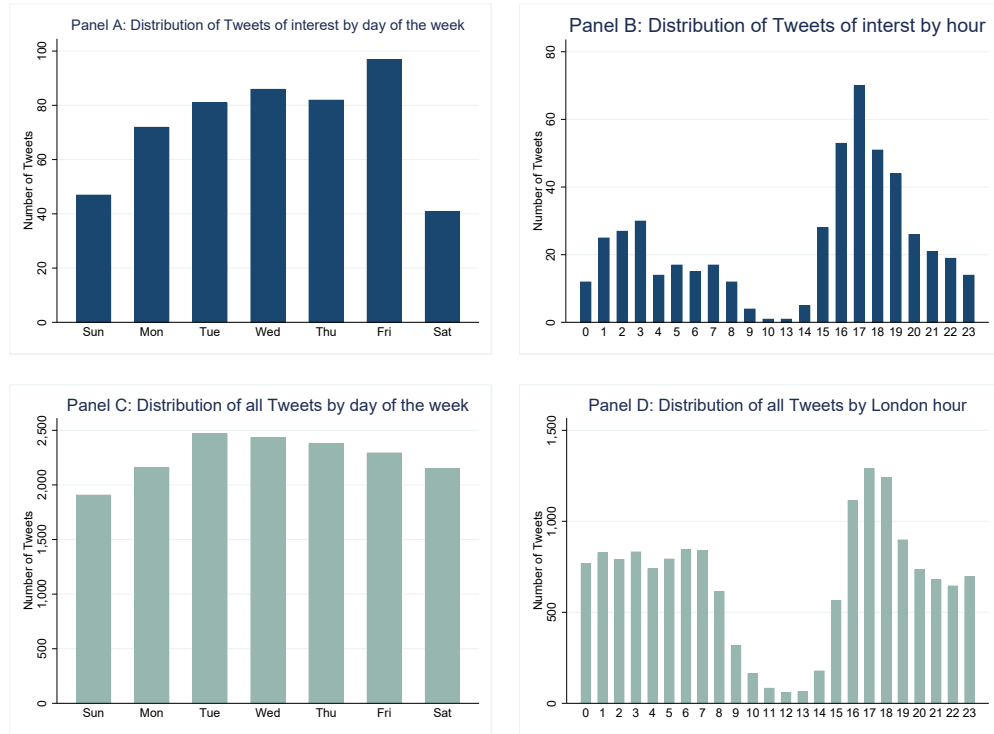 Panel A: Distribution of Tweets of interest by day of the week
Number of Tweets
100
80
60
40
20
0
Sun Mon Tue Wed Thu Fri Sat
Panel B: Distribution of Tweets of interst by hour
Number of Tweets
80
60
40
20
0
0 1 2 3 4 5 6 7 8 9 10 13 14 15 16 17 18 19 20 21 22 23
Panel C: Distribution of all Tweets by day of the week
Number of Tweets
2,500
2,000
1,500
1,000
500
0
Sun Mon Tue Wed Thu Fri Sat
Panel D: Distribution of all Tweets by London hour
Number of Tweets
1,500
1,000
500
0
0 1 2 3 4 5 6 7 8 9 10 11 12 13 14 15 16 17 18 19 20 21 22 23